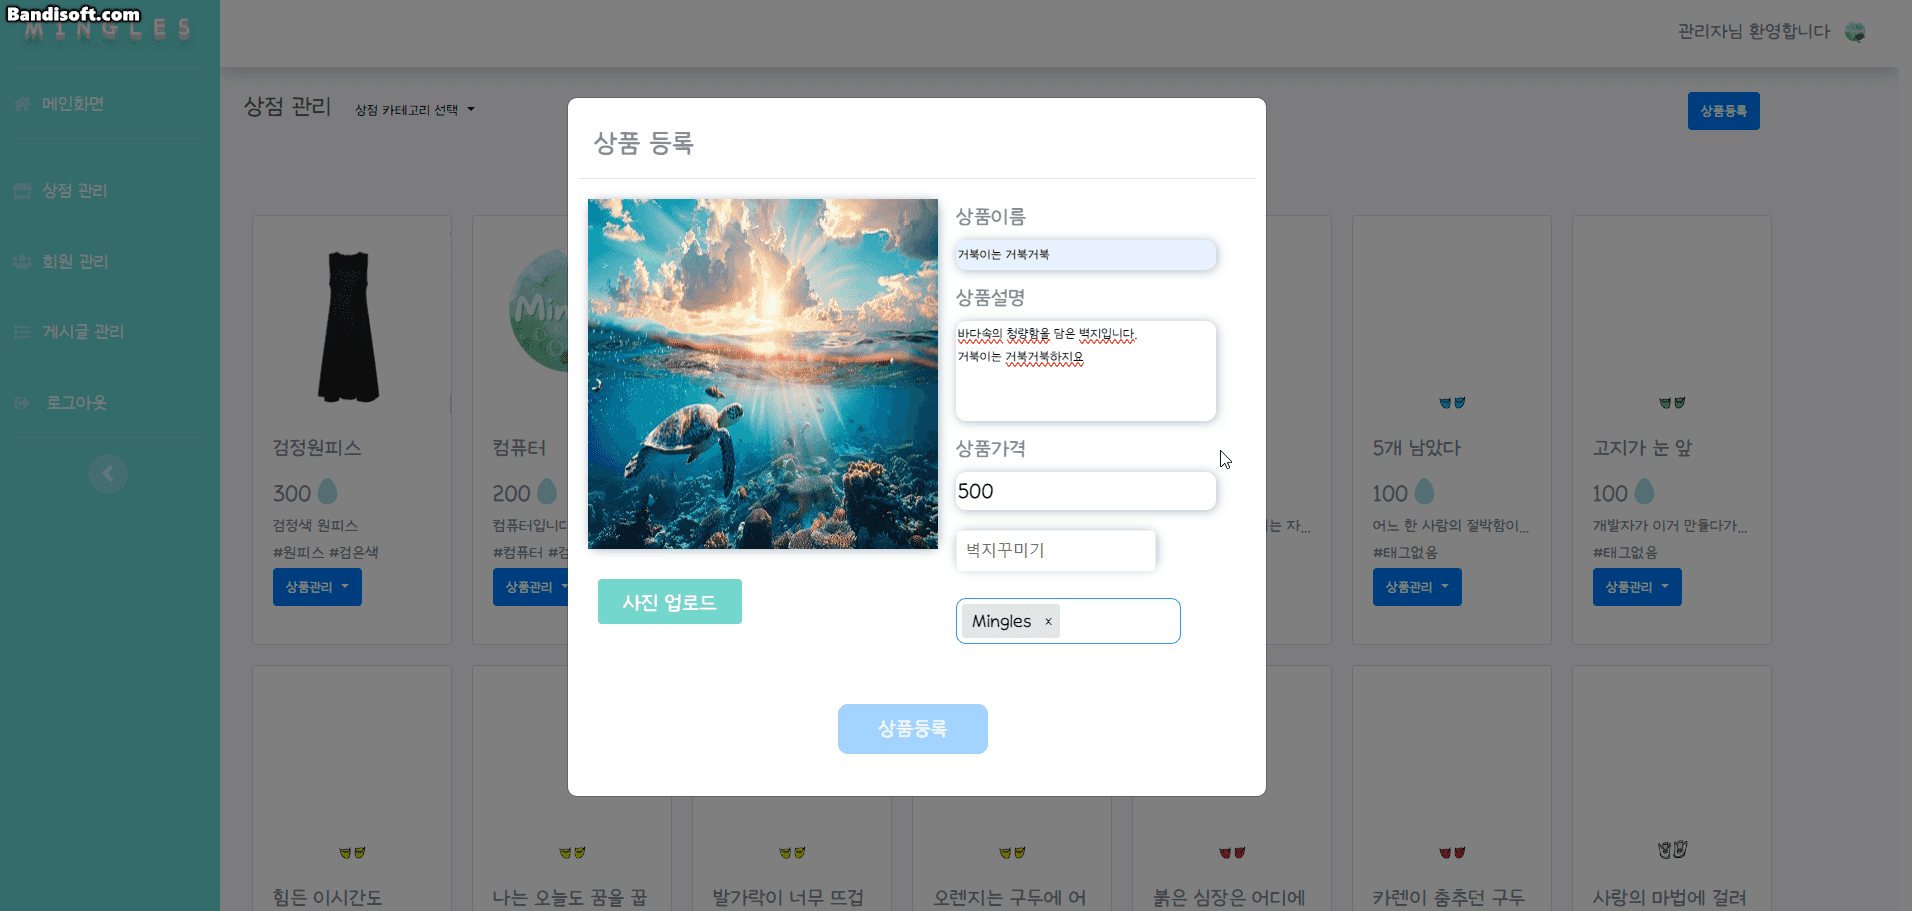 Bandisoft.com
MINGLES
관리자님 환영합니다
메인화면
상점 관리
회원 관리
게시글 관리
로그아웃
상점 관리
상점 카테고리 선택
상품등록
상품 등록
상품이름
거북이는 거북거북
상품설명
바다속의 청량함을 담은 벽지입니다.
거북이는 거북거북하지요
상품가격
500
벽지꾸미기
사진 업로드
Mingles ×
상품등록
검정원피스
300
검정색 원피스
#원피스 #검은색
상품관리
Min
컴퓨터
200
컴퓨터입니다
#컴퓨터 #검
상품관리
는 자...
5개 남았다
100
어느 한 사람의 절박함이...
#태그없음
상품관리
고지가 눈 앞
100
개발자가 이거 만들다가...
#태그없음
상품관리
힘든 이시간도
나는 오늘도 꿈을 꿉
발가락이 너무 뜨겁
오렌지는 구두에 어
붉은 심장은 어디에
카렌이 춤추던 구두
사랑의 마법에 걸려